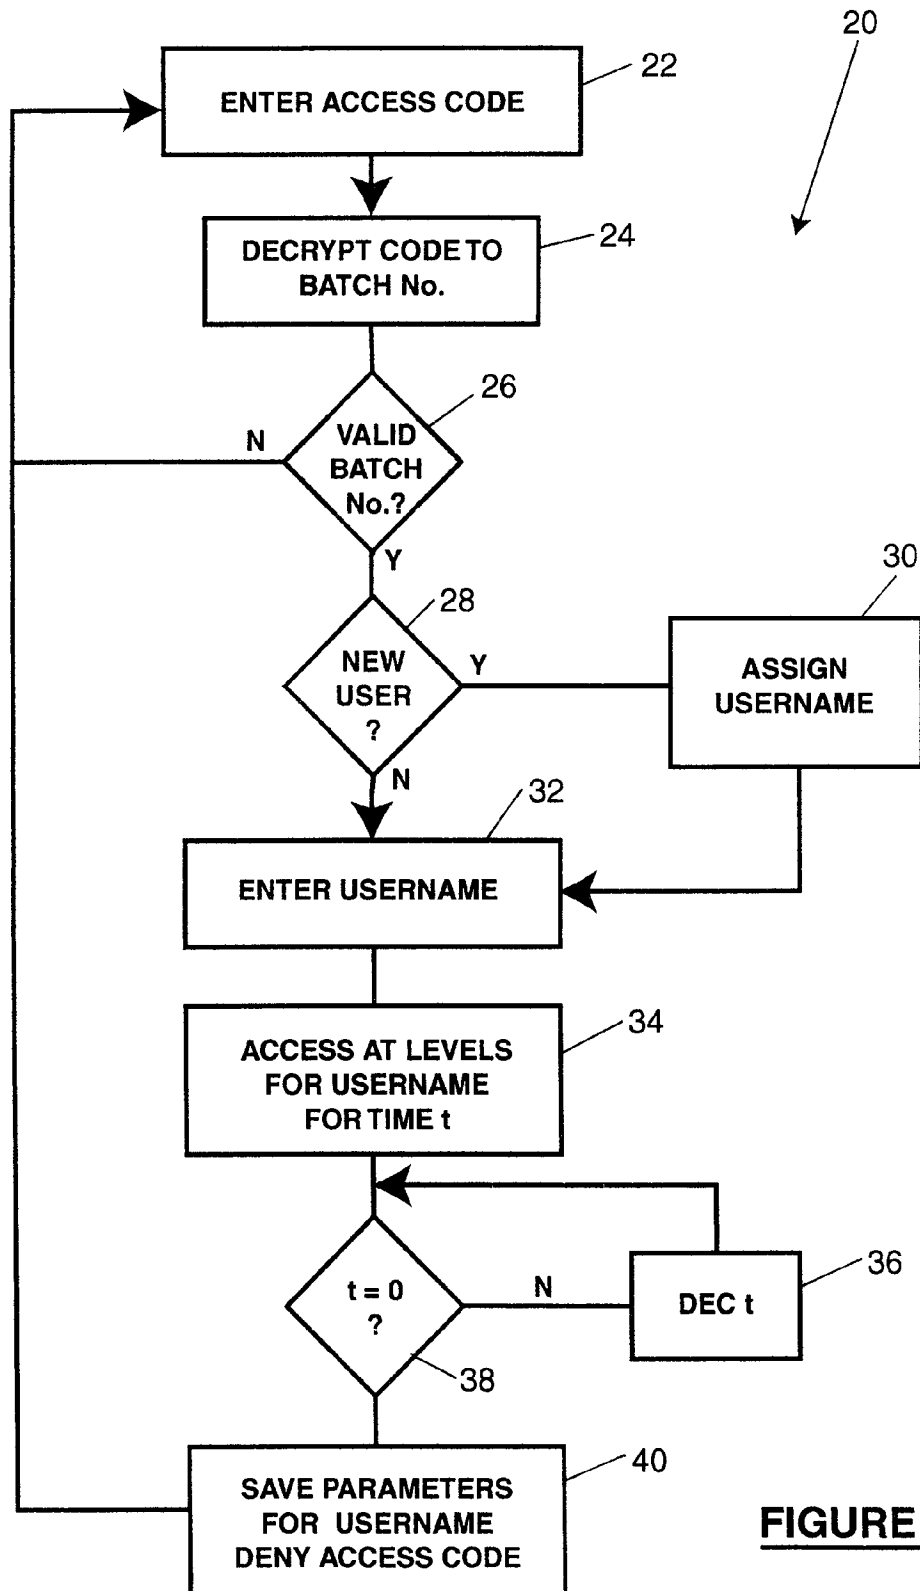 20
22
ENTER ACCESS CODE
24
DECRYPT CODE TO
BATCH No.
26
N
VALID
BATCH
No.?
Y
28
30
NEW
USER
?
Y
ASSIGN
USERNAME
N
32
ENTER USERNAME
34
ACCESS AT LEVELS
FOR USERNAME
FOR TIME t
36
t = 0
?
N
DEC t
38
40
SAVE PARAMETERS
FOR USERNAME
DENY ACCESS CODE
FIGURE